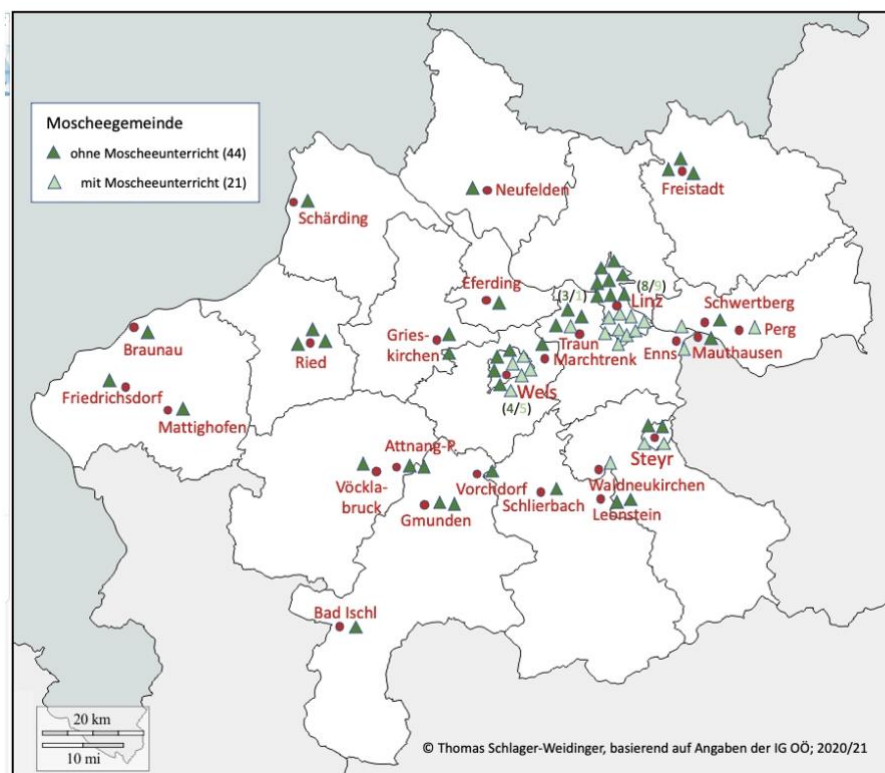 Moscheegemeinde
ohne Moscheeunterricht (44)
mit Moscheeunterricht (21)
Neufelden
Freistadt
Schärding
Eferding
(3/1)
(8/9)
Linz
Schwertberg
Perg
Braunau
Ried
Gries-
kirchen
Traun
Marchtrenk
Enns
Mauthausen
Friedrichsdorf
Mattighofen
Wels
(4/5)
Steyr
Attnang-P.
Vöckla-
bruck
Vorchdorf
Waldneukirchen
Schlierbach
Leonstein
Gmunden
Bad Ischl
20 km
10 mi
© Thomas Schlager-Weidinger, basierend auf Angaben der IG OÖ; 2020/21